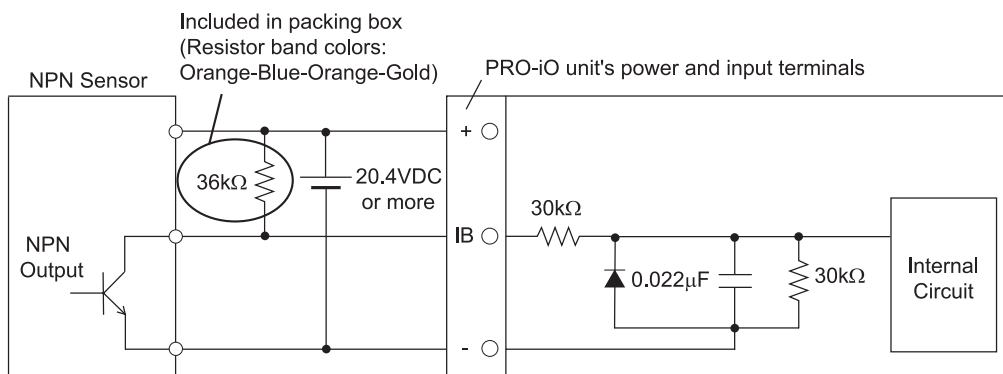 Included in packing box
(Resistor band colors:
Orange-Blue-Orange-Gold)
NPN Sensor
PRO-iO unit's power and input terminals
+
36kΩ
20.4VDC
or more
30kΩ
IB
NPN
Output
0.022μF
30kΩ
Internal
Circuit
-